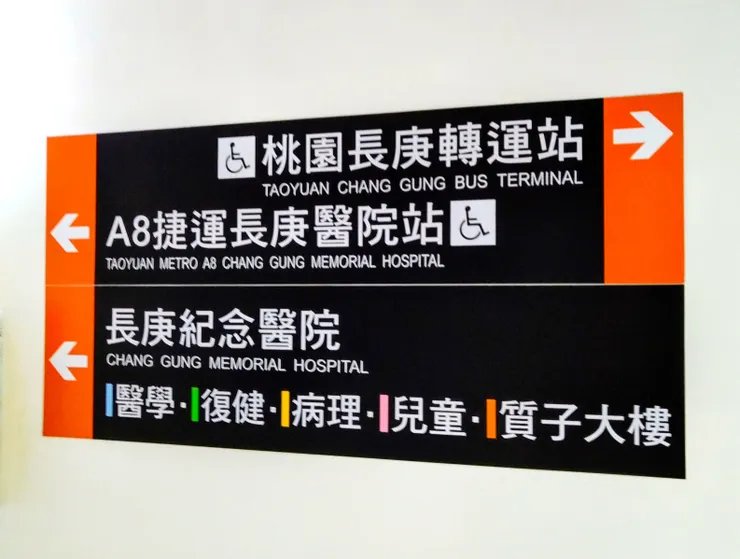 桃園長庚轉運站
TAOYUAN CHANG GUNG BUS TERMINAL
A8捷運長庚醫院站
TAOYUAN METRO A8 CHANG GUNG MEMORIAL HOSPITAL
長庚紀念醫院
CHANG GUNG MEMORIAL HOSPITAL
醫學·復健·病理·兒童·質子大樓